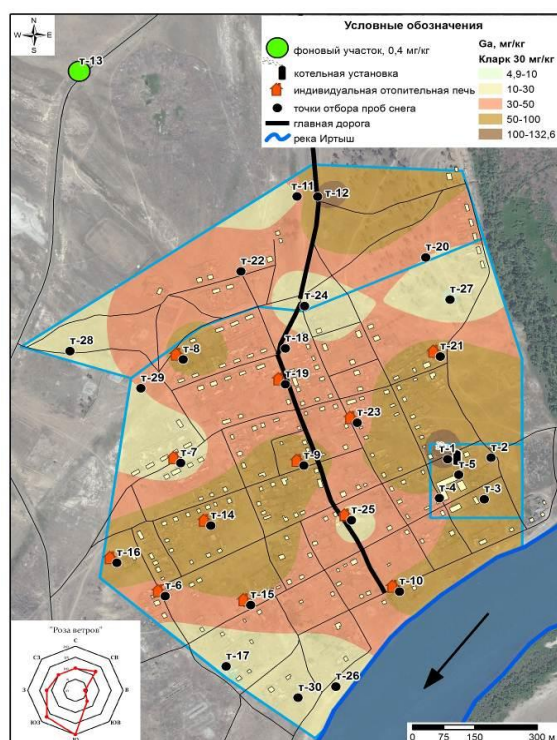 Условные обозначения
фоновый участок, 0,4 мг/кг
котельная установка
индивидуальная отопительная печь
точки отбора проб снега
главная дорога
река Иртыш
Ga, мг/кг
Кларк 30 мг/кг
4,9-10
10-30
30-50
50-100
100-132,6
N
W E
S
т-13
т-11
т-12
т-20
т-22
т-27
т-24
т-28
т-18
т-8
т-21
т-29
т-19
т-23
т-7
т-9
т-1
т-2
т-5
т-4
т-3
т-14
т-25
т-16
т-6
т-15
т-10
т-17
т-26
т-30
"Роза ветров"
С
СЗ СВ
З В
ЮЗ ЮВ
0 75 150 300 м